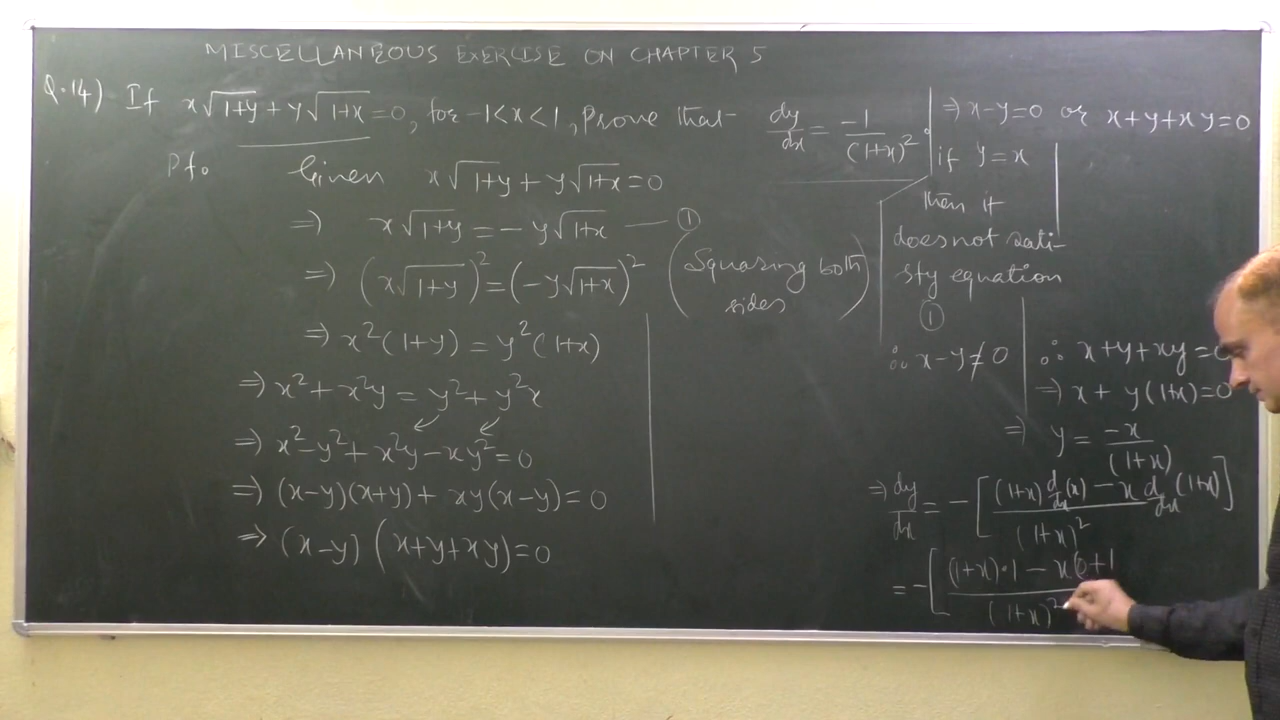 MISCELLANEOUS EXERCISE ON CHAPTER 5
Q.14) If x√(1+y) + y√(1+x) = 0, for -1<x<1, Prove that dy/dx = -1/(1+x)².
Pf. Given x√(1+y) + y√(1+x) = 0
⇒ x√(1+y) = - y√(1+x) — ①
⇒ (x√(1+y))² = (-y√(1+x))² (Squaring both sides)
⇒ x²(1+y) = y²(1+x)
⇒ x² + x²y = y² + y²x
⇒ x² - y² + x²y - xy² = 0
⇒ (x-y)(x+y) + xy(x-y) = 0
⇒ (x-y) (x+y+xy) = 0
⇒ x-y=0 or x+y+xy=0
if y=x
then it
does not sati-
sfy equation
①
∴ x-y≠0
∴ x+y+xy=0
⇒ x + y(1+x)=0
⇒ y = -x/(1+x)
⇒ dy/dx = -[((1+x) d/dx(x) - x d/dx(1+x))/(1+x)²]
= -[((1+x)·1 - x(0+1/(1+x)²